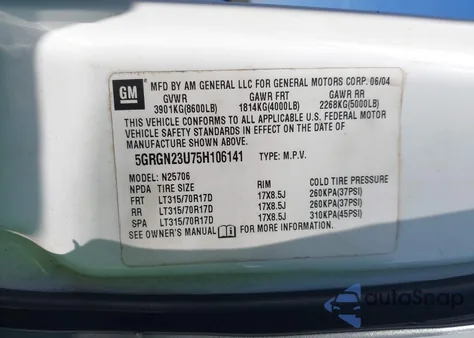 GM
MFD BY AM GENERAL LLC FOR GENERAL MOTORS CORP. 06/04
GVWR GAWR FRT GAWR RR
3901KG(8600LB) 1814KG(4000LB) 2268KG(5000LB)
THIS VEHICLE CONFORMS TO ALL APPLICABLE U.S. FEDERAL MOTOR
VEHICLE SAFETY STANDARDS IN EFFECT ON THE DATE OF
MANUFACTURE SHOWN ABOVE.
5GRGN23U75H106141 TYPE: M.P.V.
MODEL: N25706
NPDA TIRE SIZE RIM COLD TIRE PRESSURE
FRT LT315/70R17D 17X8.5J 260KPA(37PSI)
RR LT315/70R17D 17X8.5J 260KPA(37PSI)
SPA LT315/70R17D 17X8.5J 310KPA(45PSI)
SEE OWNER'S MANUAL FOR ADDITIONAL INFORMATION
autoSnap